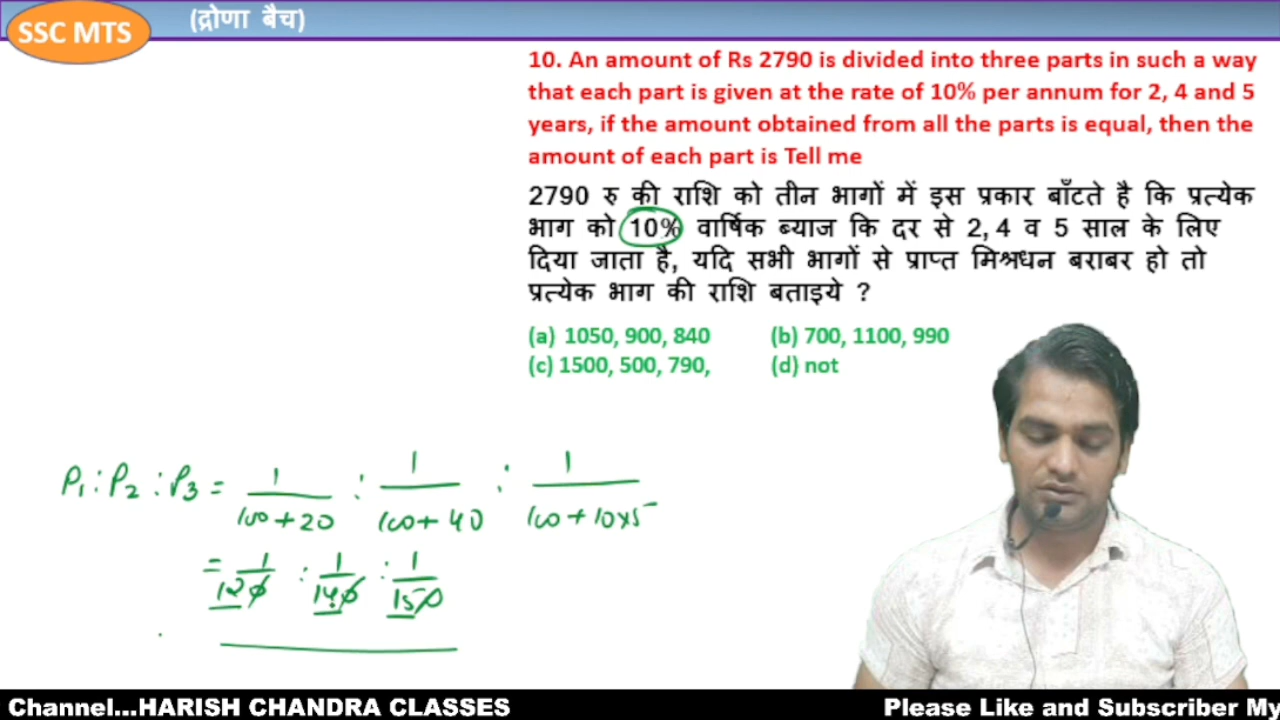 SSC MTS
(द्रोणा बैच)
10. An amount of Rs 2790 is divided into three parts in such a way
that each part is given at the rate of 10% per annum for 2, 4 and 5
years, if the amount obtained from all the parts is equal, then the
amount of each part is Tell me
2790 रु की राशि को तीन भागों में इस प्रकार बाँटते है कि प्रत्येक
भाग को 10% वार्षिक ब्याज कि दर से 2, 4 व 5 साल के लिए
दिया जाता है, यदि सभी भागों से प्राप्त मिश्रधन बराबर हो तो
प्रत्येक भाग की राशि बताइये ?
(a) 1050, 900, 840 (b) 700, 1100, 990
(c) 1500, 500, 790, (d) not
P₁ : P₂ : P₃ = 1/(100+20) : 1/(100+40) : 1/(100+10×5)
= 1/120 : 1/140 : 1/150
Channel...HARISH CHANDRA CLASSES
Please Like and Subscriber My